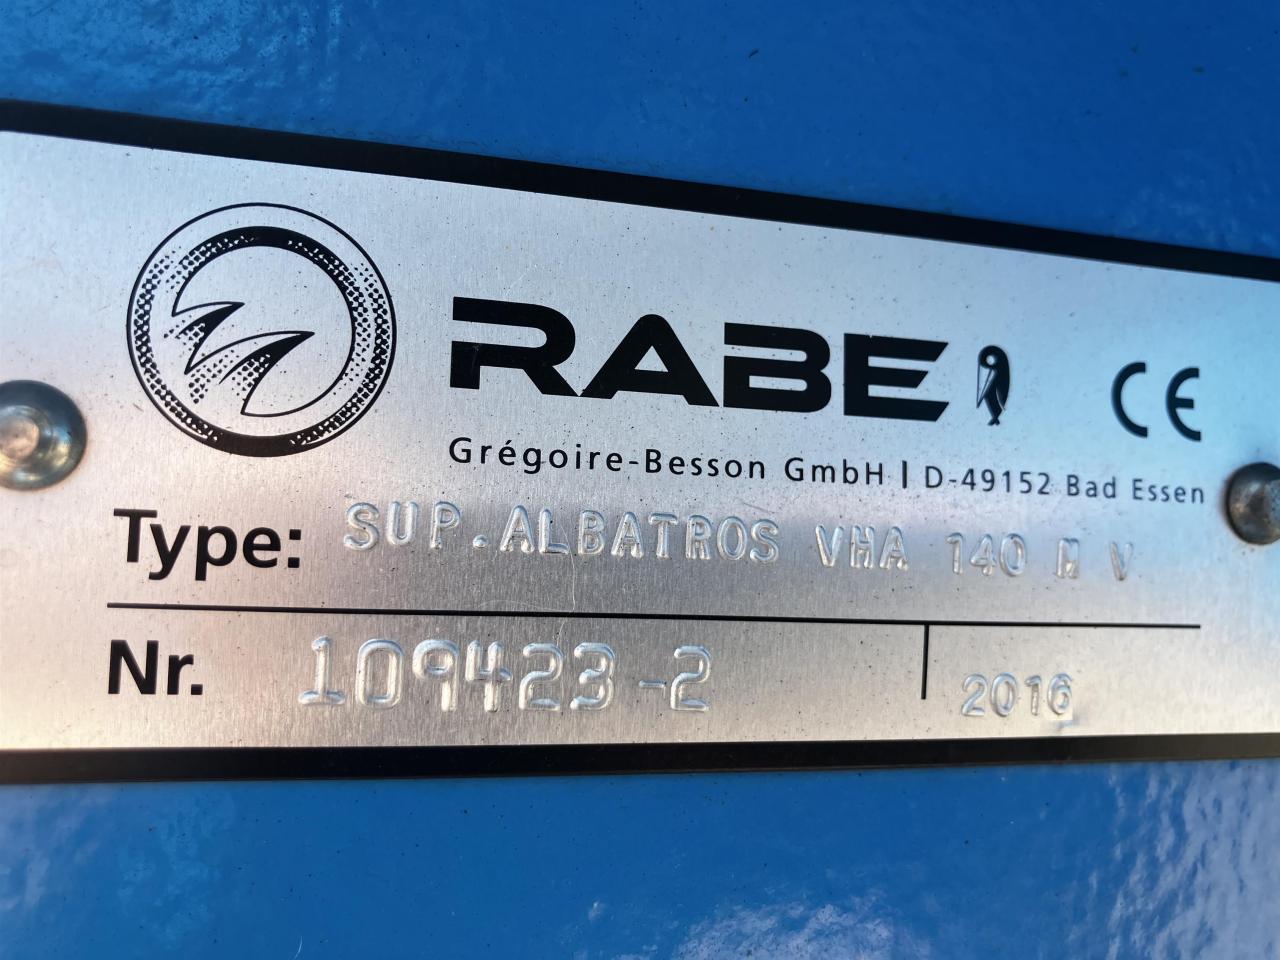 RABE CE
Grégoire-Besson GmbH | D-49152 Bad Essen
Type: SUP.ALBATROS VHA 140 M V
Nr. 109423-2 2016